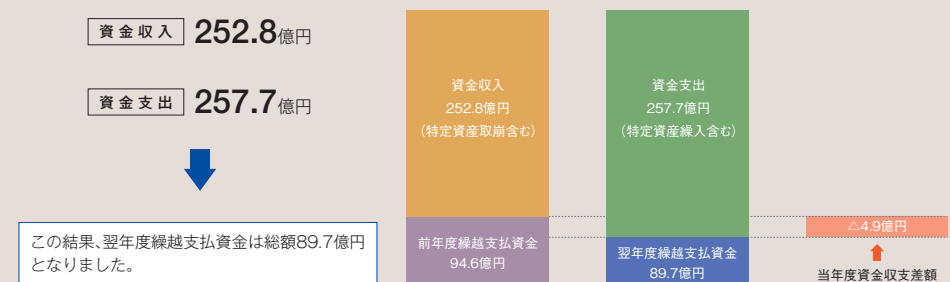 資金収入 252.8億円
資金支出 257.7億円
この結果、翌年度繰越支払資金は総額89.7億円
となりました。
資金収入
252.8億円
（特定資産取崩含む）
前年度繰越支払資金
94.6億円
資金支出
257.7億円
（特定資産繰入含む）
翌年度繰越支払資金
89.7億円
△4.9億円
当年度資金収支差額